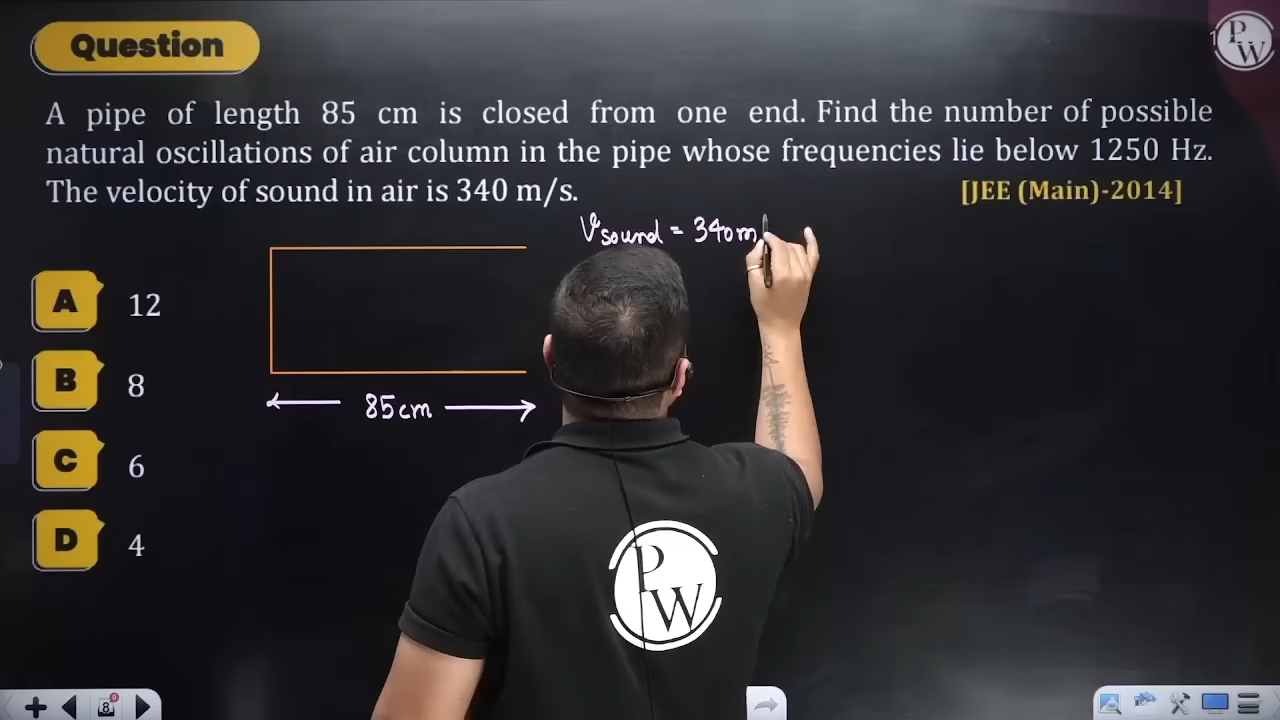 Question
A pipe of length 85 cm is closed from one end. Find the number of possible
natural oscillations of air column in the pipe whose frequencies lie below 1250 Hz.
The velocity of sound in air is 340 m/s.
[JEE (Main)-2014]
Vsound = 340m
A 12
B 8
C 6
D 4
85cm
P
W
P
W
8
9